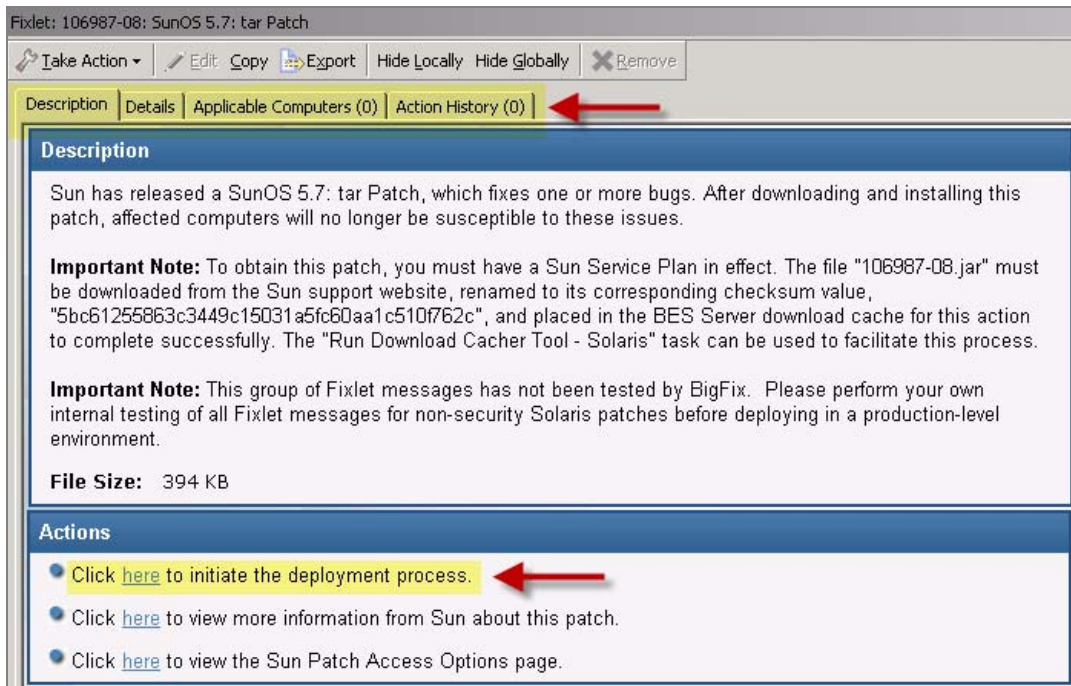 Fixlet: 106987-08: SunOS 5.7: tar Patch
Take Action Edit Copy Export Hide Locally Hide Globally Remove
Description Details Applicable Computers (0) Action History (0)
Description
Sun has released a SunOS 5.7: tar Patch, which fixes one or more bugs. After downloading and installing this
patch, affected computers will no longer be susceptible to these issues.
Important Note: To obtain this patch, you must have a Sun Service Plan in effect. The file "106987-08.jar" must
be downloaded from the Sun support website, renamed to its corresponding checksum value,
"5bc61255863c3449c15031a5fc60aa1c510f762c", and placed in the BES Server download cache for this action
to complete successfully. The "Run Download Cacher Tool - Solaris" task can be used to facilitate this process.
Important Note: This group of Fixlet messages has not been tested by BigFix. Please perform your own
internal testing of all Fixlet messages for non-security Solaris patches before deploying in a production-level
environment.
File Size: 394 KB
Actions
Click here to initiate the deployment process.
Click here to view more information from Sun about this patch.
Click here to view the Sun Patch Access Options page.